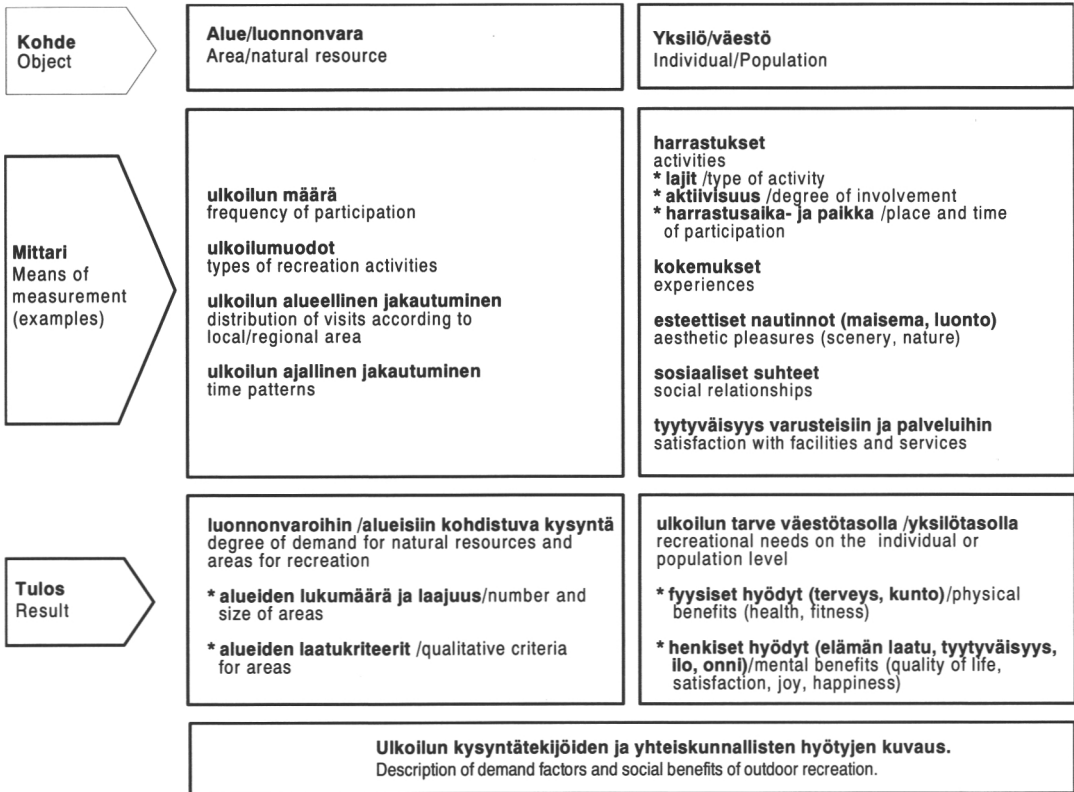 Kohde
Object
Alue/luonnonvara
Area/natural resource
Yksilö/väestö
Individual/Population
Mittari
Means of
measurement
(examples)
ulkoilun määrä
frequency of participation
ulkoilumuodot
types of recreation activities
ulkoilun alueellinen jakautuminen
distribution of visits according to
local/regional area
ulkoilun ajallinen jakautuminen
time patterns
harrastukset
activities
* lajit /type of activity
* aktiivisuus /degree of involvement
* harrastusaika- ja paikka /place and time
of participation
kokemukset
experiences
esteettiset nautinnot (maisema, luonto)
aesthetic pleasures (scenery, nature)
sosiaaliset suhteet
social relationships
tyytyväisyys varusteisiin ja palveluihin
satisfaction with facilities and services
Tulos
Result
luonnonvaroihin /alueisiin kohdistuva kysyntä
degree of demand for natural resources and
areas for recreation
* alueiden lukumäärä ja laajuus/number and
size of areas
* alueiden laatukriteerit /qualitative criteria
for areas
ulkoilun tarve väestötasolla /yksilötasolla
recreational needs on the individual or
population level
* fyysiset hyödyt (terveys, kunto)/physical
benefits (health, fitness)
* henkiset hyödyt (elämän laatu, tyytyväisyys,
ilo, onni)/mental benefits (quality of life,
satisfaction, joy, happiness)
Ulkoilun kysyntätekijöiden ja yhteiskunnallisten hyötyjen kuvaus.
Description of demand factors and social benefits of outdoor recreation.